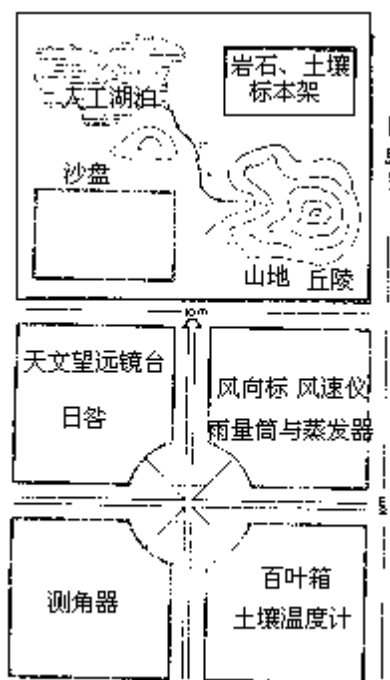 人工湖泊
岩石、土壤
标本架
沙盘
山地 丘陵
天文望远镜台
日晷
风向标 风速仪
雨量筒与蒸发器
测角器
百叶箱
土壤温度计